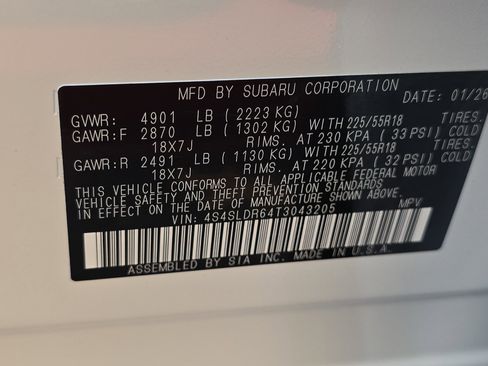 MFD BY SUBARU CORPORATION DATE: 01/26
GVWR: 4901 LB (2223 KG)
GAWR:F 2870 LB (1302 KG) WITH 225/55R18 TIRES.
18X7J RIMS. AT 230 KPA (33 PSI) COLD
GAWR:R 2491 LB (1130 KG) WITH 225/55R18 TIRES.
18X7J RIMS. AT 220 KPA (32 PSI) COLD
THIS VEHICLE CONFORMS TO ALL APPLICABLE FEDERAL MOTOR
VEHICLE SAFETY AND THEFT PREVENTION STANDARDS
IN EFFECT ON THE DATE OF MANUFACTURE SHOWN ABOVE.
VIN: 4S4SLDR64T3043205 MPV
ASSEMBLED BY SIA INC. MADE IN U.S.A.